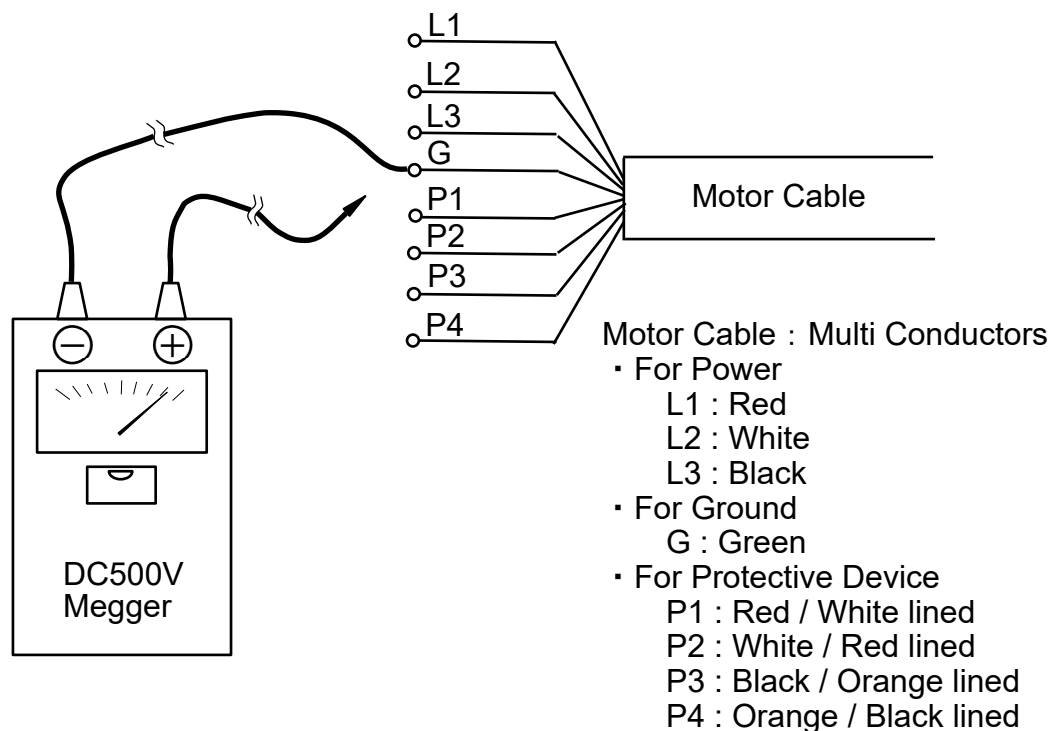 L1
L2
L3
G
P1
P2
P3
P4
Motor Cable
−
+
DC500V
Megger
Motor Cable : Multi Conductors
・For Power
L1 : Red
L2 : White
L3 : Black
・For Ground
G : Green
・For Protective Device
P1 : Red / White lined
P2 : White / Red lined
P3 : Black / Orange lined
P4 : Orange / Black lined